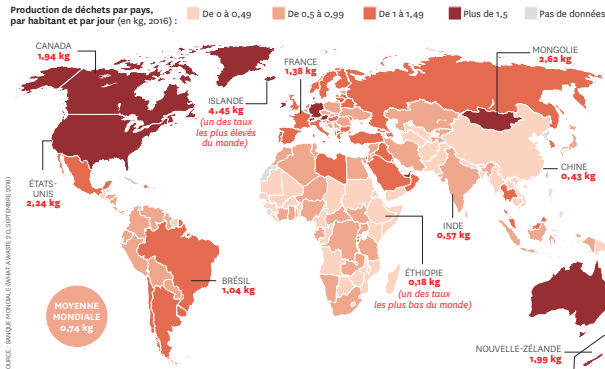 Production de déchets par pays,
par habitant et par jour (en kg, 2016) :
De 0 à 0,49
De 0,5 à 0,99
De 1 à 1,49
Plus de 1,5
Pas de données
CANADA
1,94 kg
FRANCE
1,38 kg
MONGOLIE
2,62 kg
ISLANDE
4,45 kg
(un des taux
les plus élevés
du monde)
CHINE
0,43 kg
ÉTATS-
UNIS
2,24 kg
INDE
0,57 kg
ÉTHIOPIE
0,18 kg
(un des taux
les plus bas du monde)
BRÉSIL
1,04 kg
MOYENNE
MONDIALE
0,74 kg
NOUVELLE-ZÉLANDE
1,99 kg
OURCE : BANQUE MONDIALE (WHAT A WASTE 2.0, SEPTEMBRE 2018)